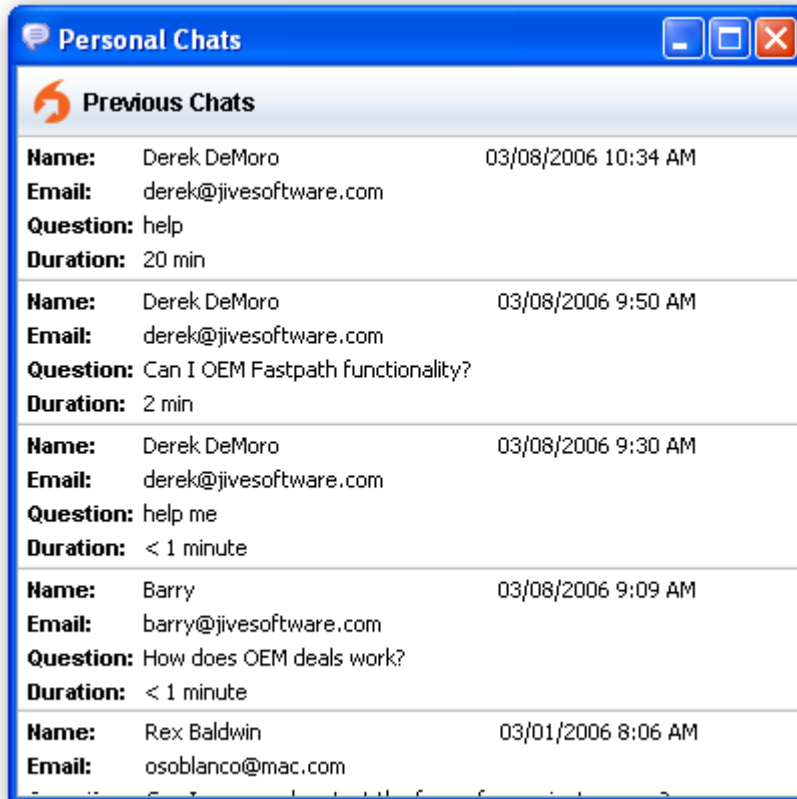 Personal Chats
Previous Chats
Name: Derek DeMoro 03/08/2006 10:34 AM
Email: derek@jivesoftware.com
Question: help
Duration: 20 min
Name: Derek DeMoro 03/08/2006 9:50 AM
Email: derek@jivesoftware.com
Question: Can I OEM Fastpath functionality?
Duration: 2 min
Name: Derek DeMoro 03/08/2006 9:30 AM
Email: derek@jivesoftware.com
Question: help me
Duration: < 1 minute
Name: Barry 03/08/2006 9:09 AM
Email: barry@jivesoftware.com
Question: How does OEM deals work?
Duration: < 1 minute
Name: Rex Baldwin 03/01/2006 8:06 AM
Email: osoblanco@mac.com